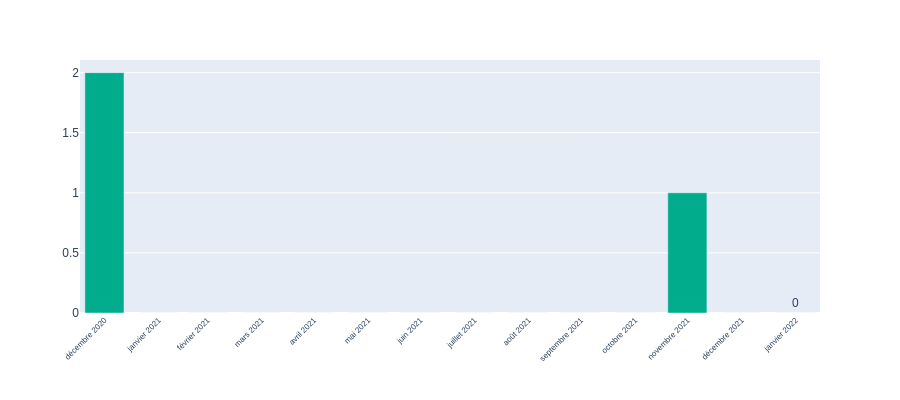 2
1.5
1
0.5
0
0
décembre 2020
janvier 2021
février 2021
mars 2021
avril 2021
mai 2021
juin 2021
juillet 2021
août 2021
septembre 2021
octobre 2021
novembre 2021
décembre 2021
janvier 2022